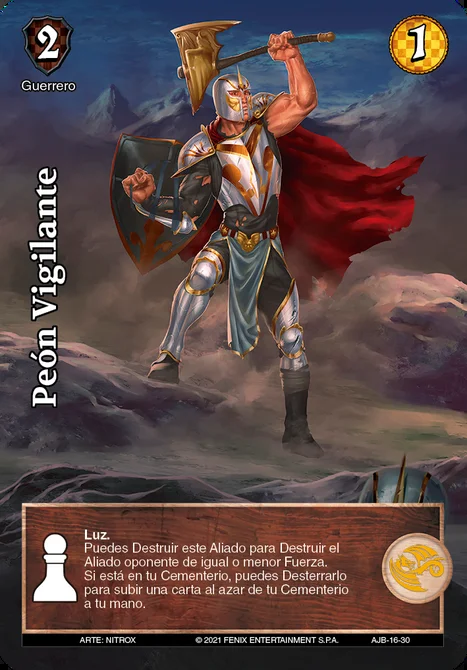 2
1
Guerrero
Peón Vigilante
Luz.
Puedes Destruir este Aliado para Destruir el
Aliado oponente de igual o menor Fuerza.
Si está en tu Cementerio, puedes Desterrarlo
para subir una carta al azar de tu Cementerio
a tu mano.
ARTE: NITROX
© 2021 FENIX ENTERTAINMENT S.P.A.
AJB-16-30